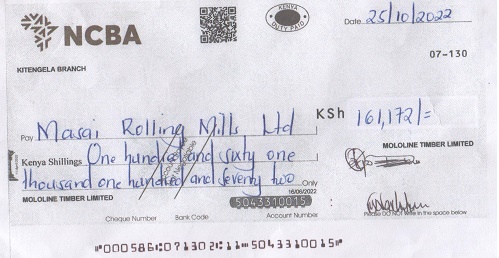 NCBA
KENYA
DUTY PAID
Date 25/10/2022
07-130
KITENGELA BRANCH
Pay Masai Rolling Mills Ltd
KSh 161,172/=
Kenya Shillings One hundred and sixty one
thousand one hundred and seventy two Only
MOLOLINE TIMBER LIMITED
MOLOLINE TIMBER LIMITED
16/06/2022
5043310015
Cheque Number Bank Code Account Number
Please DO NOT write in the space below
⑈000586⑆07130 2⑆11⑉5043310015⑈